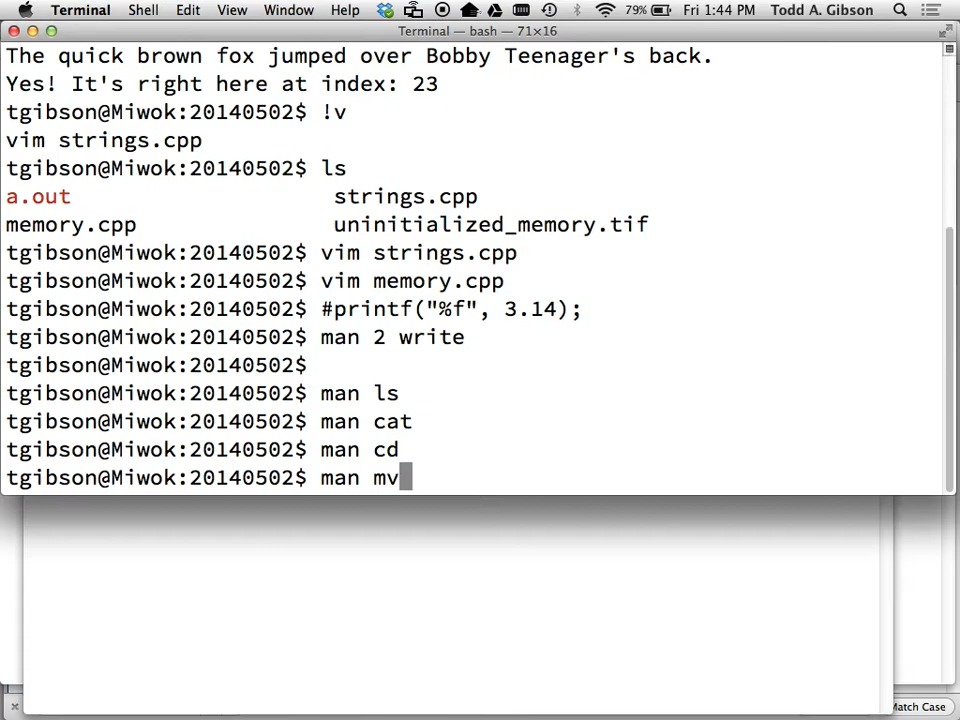 Terminal Shell Edit View Window Help 79% Fri 1:44 PM Todd A. Gibson
Terminal — bash — 71×16
The quick brown fox jumped over Bobby Teenager's back.
Yes! It's right here at index: 23
tgibson@Miwok:20140502$ !v
vim strings.cpp
tgibson@Miwok:20140502$ ls
a.out strings.cpp
memory.cpp uninitialized_memory.tif
tgibson@Miwok:20140502$ vim strings.cpp
tgibson@Miwok:20140502$ vim memory.cpp
tgibson@Miwok:20140502$ #printf("%f", 3.14);
tgibson@Miwok:20140502$ man 2 write
tgibson@Miwok:20140502$
tgibson@Miwok:20140502$ man ls
tgibson@Miwok:20140502$ man cat
tgibson@Miwok:20140502$ man cd
tgibson@Miwok:20140502$ man mv
Match Case